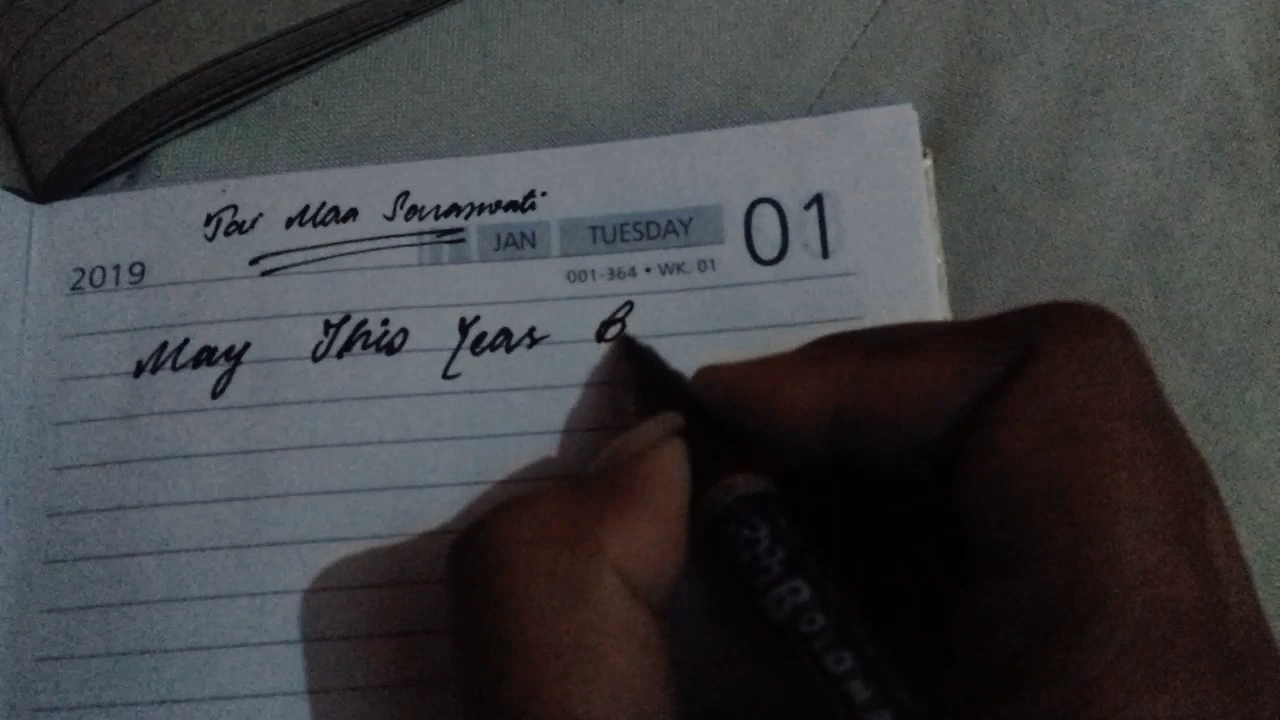 Jai Maa Saraswati
2019 JAN TUESDAY 01
001-364 • WK. 01
May This Year B